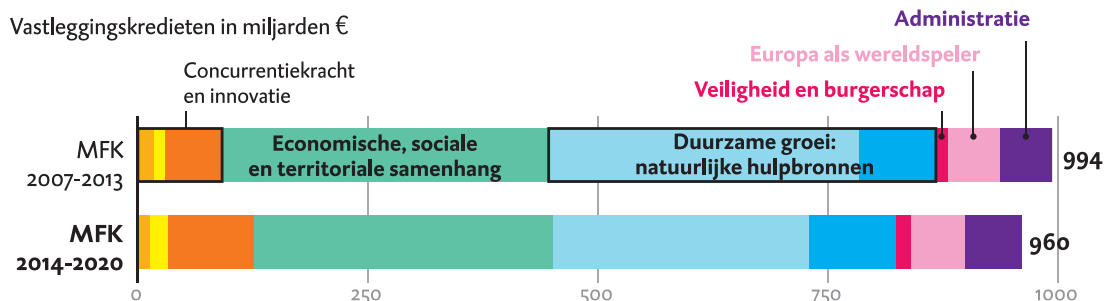 Vastleggingskredieten in miljarden €
Administratie
Europa als wereldspeler
Concurrentiekracht
en innovatie
Veiligheid en burgerschap
MFK
2007-2013
Economische, sociale
en territoriale samenhang
Duurzame groei:
natuurlijke hulpbronnen
994
MFK
2014-2020
960
0 250 500 750 1000